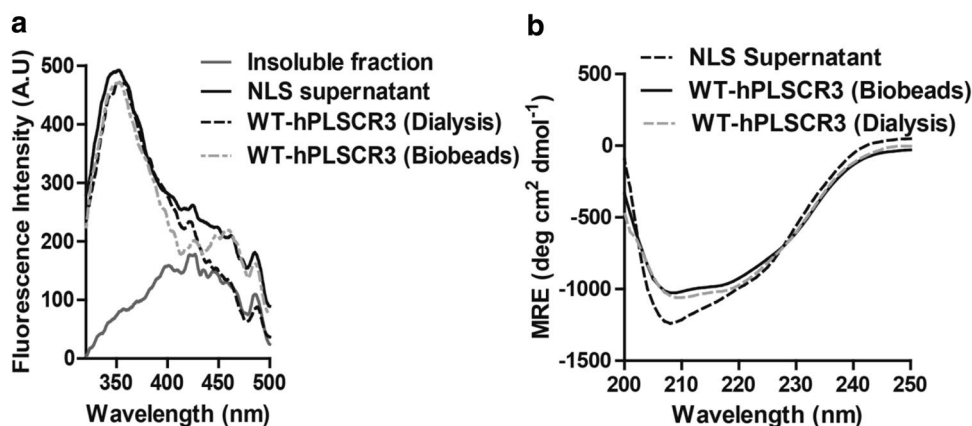 a
Fluorescence Intensity (A.U)
500
400
300
200
100
0
350 400 450 500
Wavelength (nm)
Insoluble fraction
NLS supernatant
WT-hPLSCR3 (Dialysis)
WT-hPLSCR3 (Biobeads)
b
MRE (deg cm² dmol⁻¹)
500
0
-500
-1000
-1500
200 210 220 230 240 250
Wavelength (nm)
NLS Supernatant
WT-hPLSCR3 (Biobeads)
WT-hPLSCR3 (Dialysis)